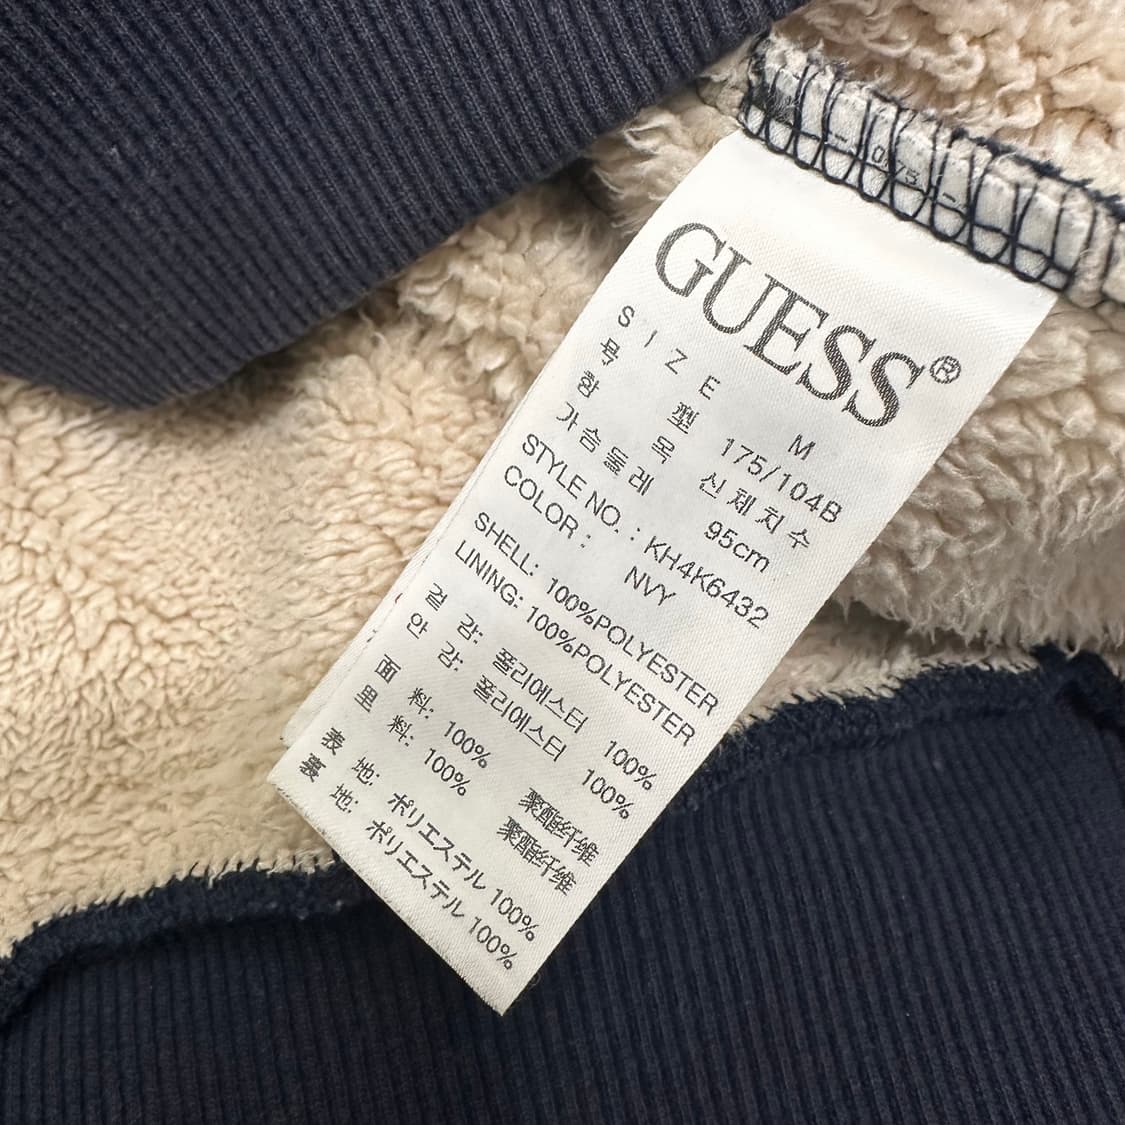 GUESS®
SIZE M
号 型 175/104B
항 목 신체치수
가슴둘레 95cm
STYLE NO. : KH4K6432
COLOR : NVY
SHELL: 100%POLYESTER
LINING: 100%POLYESTER
겉 감: 폴리에스터 100%
안 감: 폴리에스터 100%
面 料: 100% 聚酯纤维
里 料: 100% 聚酯纤维
表 地: ポリエステル 100%
裏 地: ポリエステル 100%